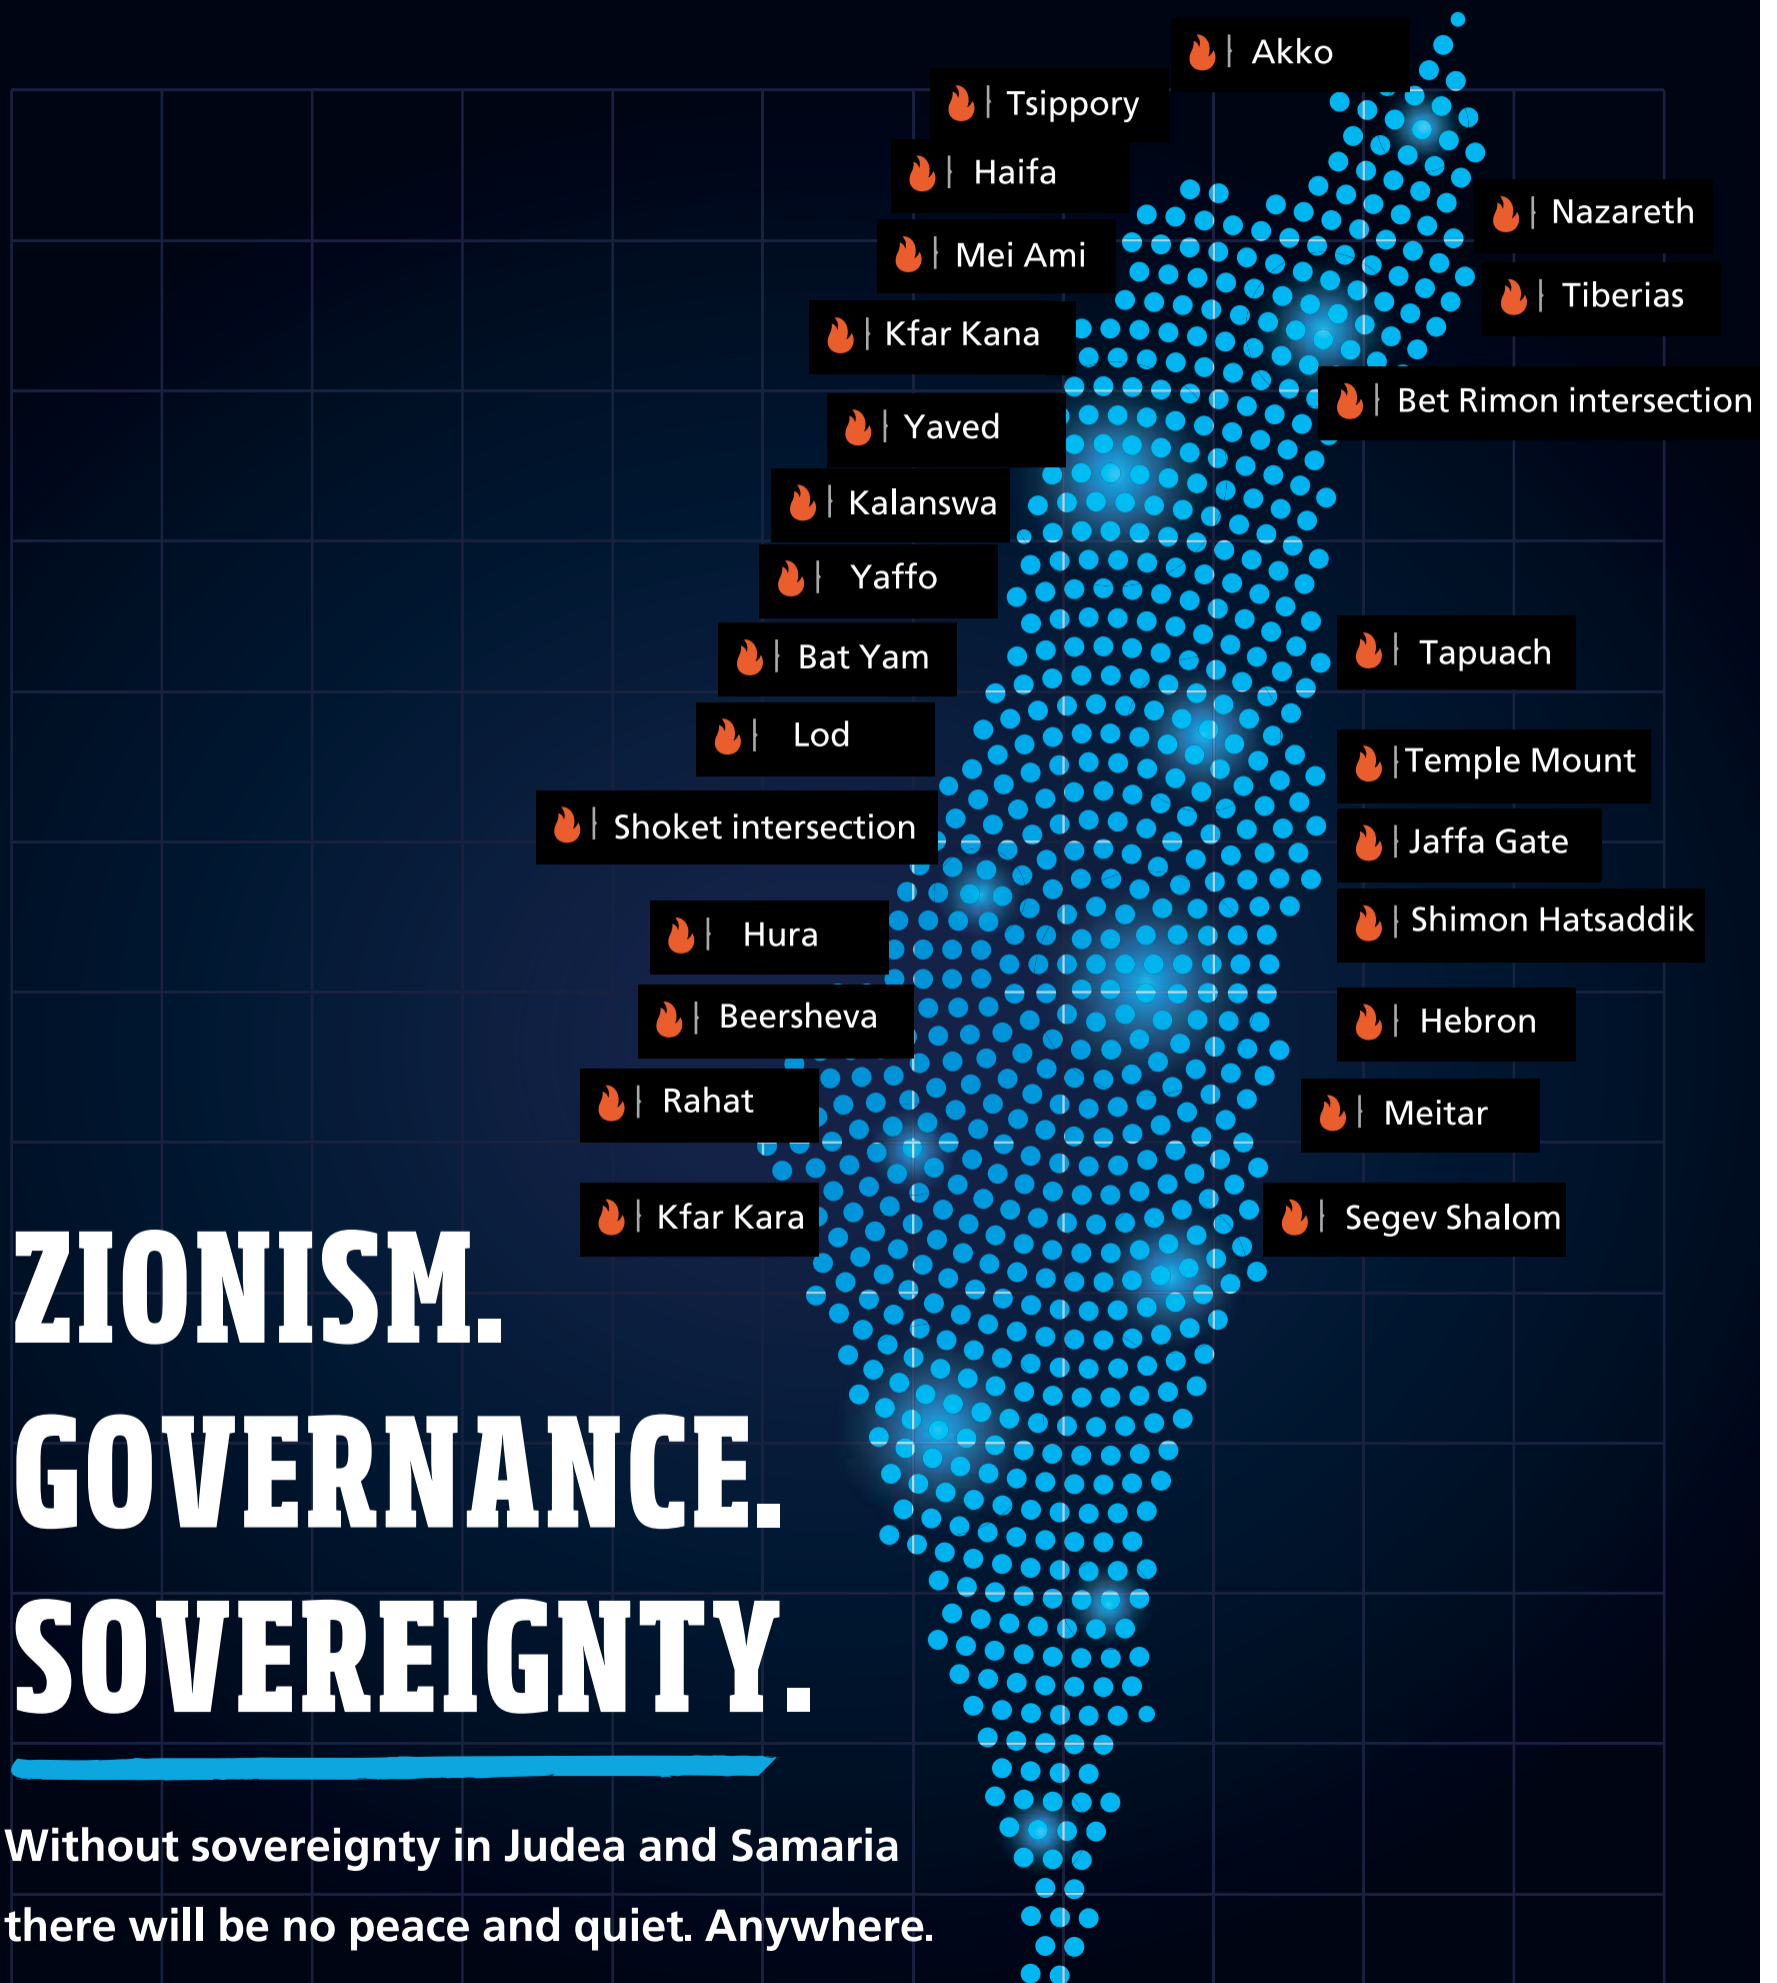 Akko
Tsippory
Haifa
Nazareth
Mei Ami
Tiberias
Kfar Kana
Bet Rimon intersection
Yaved
Kalanswa
Yaffo
Bat Yam
Tapuach
Lod
Temple Mount
Shoket intersection
Jaffa Gate
Shimon Hatsaddik
Hura
Beersheva
Hebron
Rahat
Meitar
Kfar Kara
Segev Shalom
ZIONISM.
GOVERNANCE.
SOVEREIGNTY.
Without sovereignty in Judea and Samaria
there will be no peace and quiet. Anywhere.